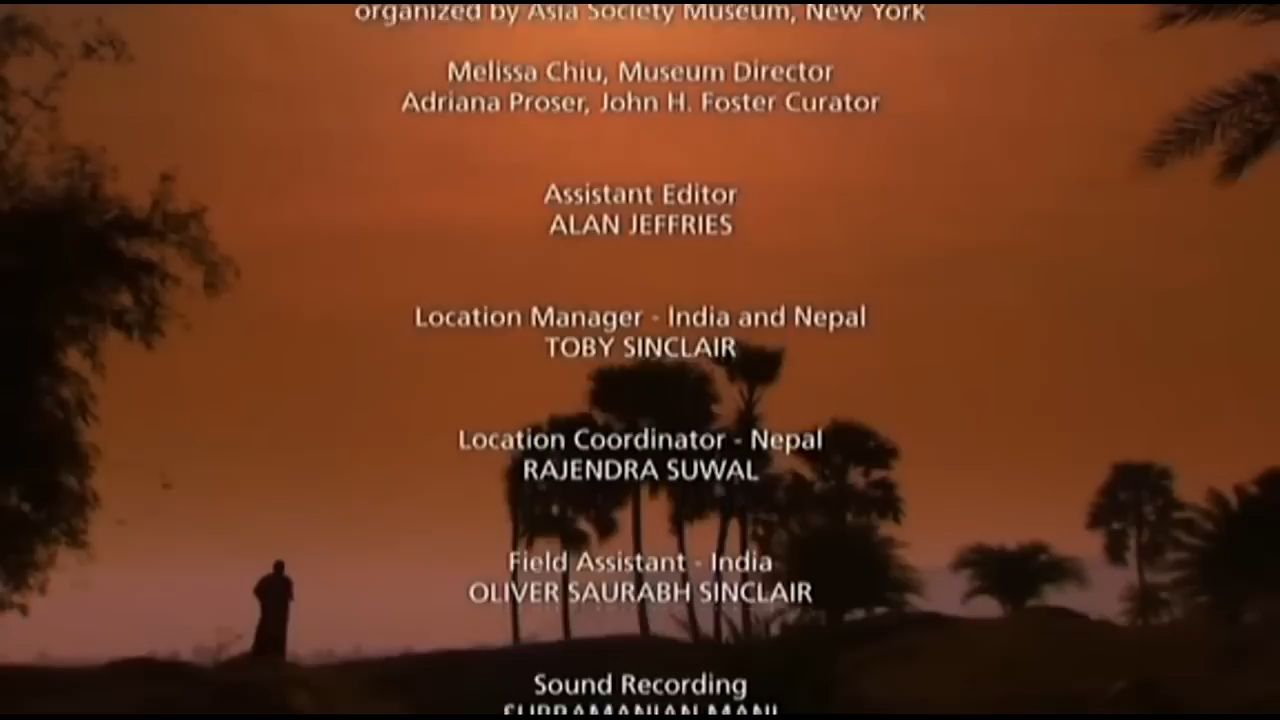 organized by Asia Society Museum, New York
Melissa Chiu, Museum Director
Adriana Proser, John H. Foster Curator
Assistant Editor
ALAN JEFFRIES
Location Manager - India and Nepal
TOBY SINCLAIR
Location Coordinator - Nepal
RAJENDRA SUWAL
Field Assistant - India
OLIVER SAURABH SINCLAIR
Sound Recording
SUBRAMANIAN MANI